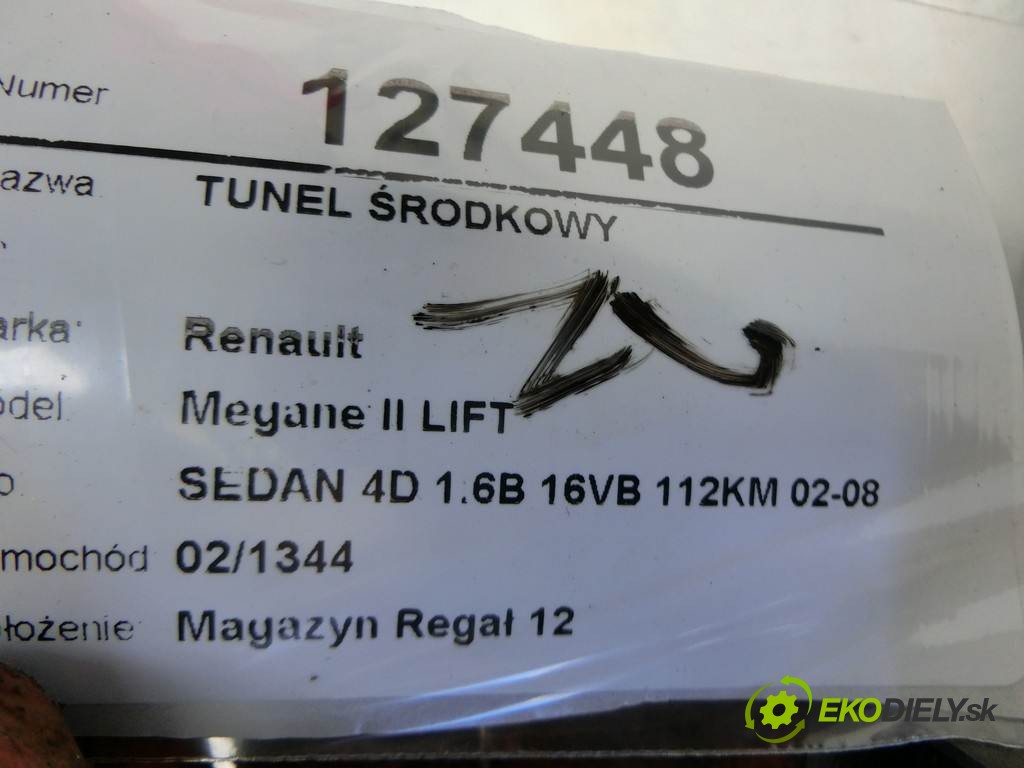 Numer 127448
azwa TUNEL ŚRODKOWY
arka: Renault
odel Megane II LIFT
o SEDAN 4D 1.6B 16VB 112KM 02-08
mochód 02/1344
łożenie Magazyn Regał 12
EKODIELY.sk